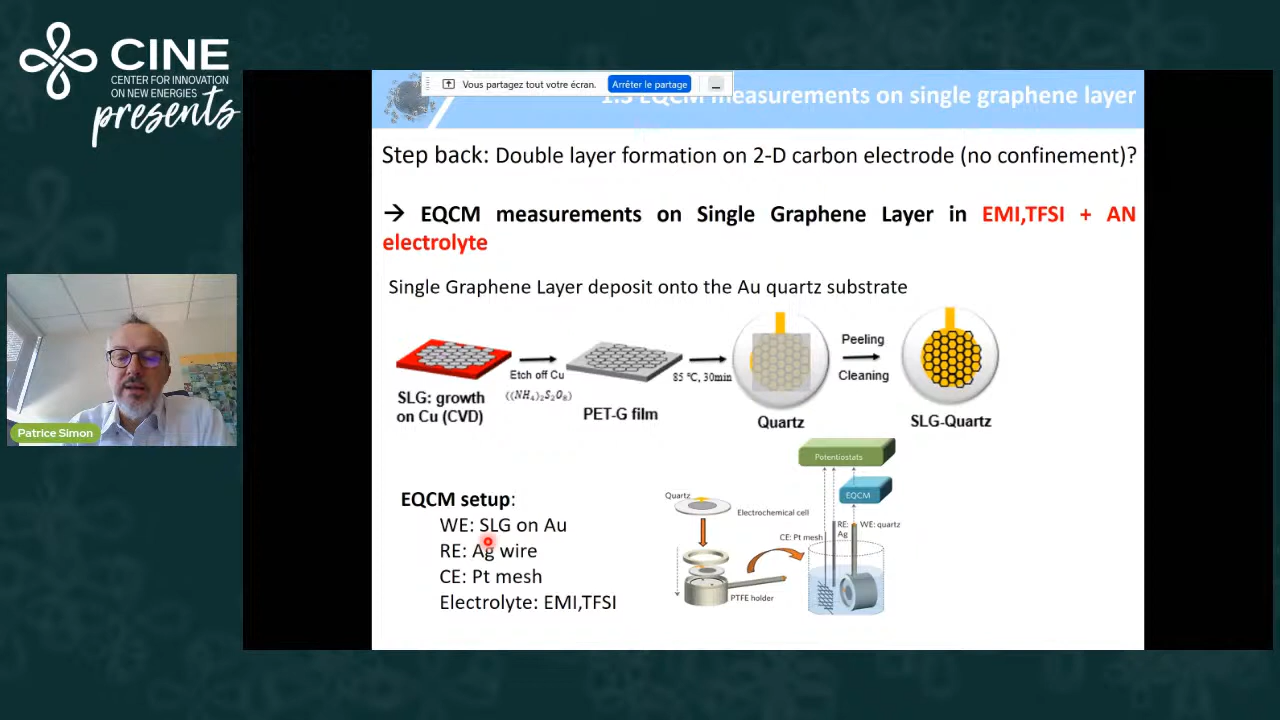 CINE
CENTER FOR INNOVATION
ON NEW ENERGIES
presents
Vous partagez tout votre écran.
Arrêter le partage
1.3 EQCM measurements on single graphene layer
Step back: Double layer formation on 2-D carbon electrode (no confinement)?
→ EQCM measurements on Single Graphene Layer in EMI,TFSI + AN
electrolyte
Single Graphene Layer deposit onto the Au quartz substrate
Etch off Cu
((NH₄)₂S₂O₈)
85 ℃, 30min
Peeling
Cleaning
SLG: growth
on Cu (CVD)
PET-G film
Quartz
SLG-Quartz
Patrice Simon
EQCM setup:
WE: SLG on Au
RE: Ag wire
CE: Pt mesh
Electrolyte: EMI,TFSI
Potentiostats
EQCM
Quartz
Electrochemical cell
CE: Pt mesh
RE:
Ag
WE: quartz
PTFE holder